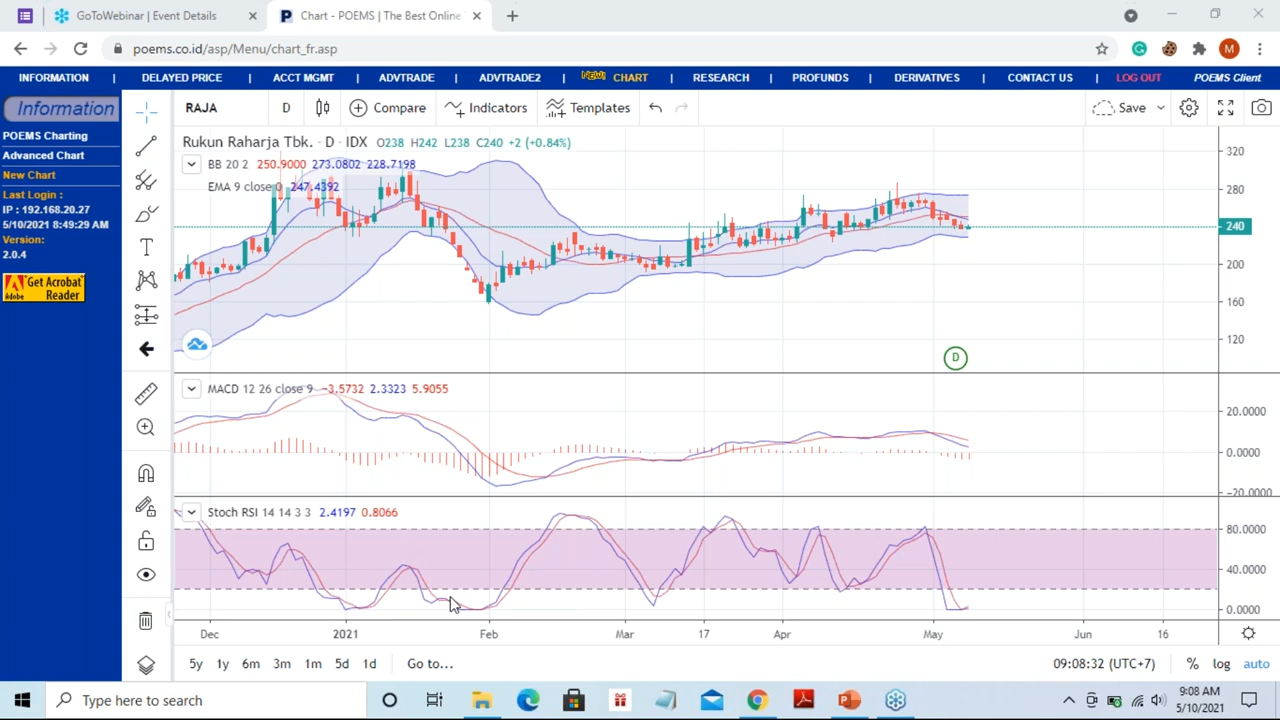 GoToWebinar | Event Details
Chart - POEMS | The Best Online
poems.co.id/asp/Menu/chart_fr.asp
M
INFORMATION | DELAYED PRICE | ACCT MGMT | ADVTRADE | ADVTRADE2 | NEW! CHART | RESEARCH | PROFUNDS | DERIVATIVES | CONTACT US | LOG OUT POEMS Client
Information
POEMS Charting
Advanced Chart
New Chart
Last Login :
IP : 192.168.20.27
5/10/2021 8:49:29 AM
Version:
2.0.4
Get Acrobat
Reader
Adobe
RAJA D Compare Indicators Templates Save
Rukun Raharja Tbk. · D · IDX O238 H242 L238 C240 +2 (+0.84%)
BB 20 2 250.9000 273.0802 228.7198
EMA 9 close 0 247.4392
320
280
240
200
160
120
D
MACD 12 26 close 9 −3.5732 2.3323 5.9055
20.0000
0.0000
−20.0000
Stoch RSI 14 14 3 3 2.4197 0.8066
80.0000
40.0000
0.0000
Dec 2021 Feb Mar 17 Apr May Jun 16
5y 1y 6m 3m 1m 5d 1d Go to... 09:08:32 (UTC+7) % log auto
Type here to search
9:08 AM
5/10/2021